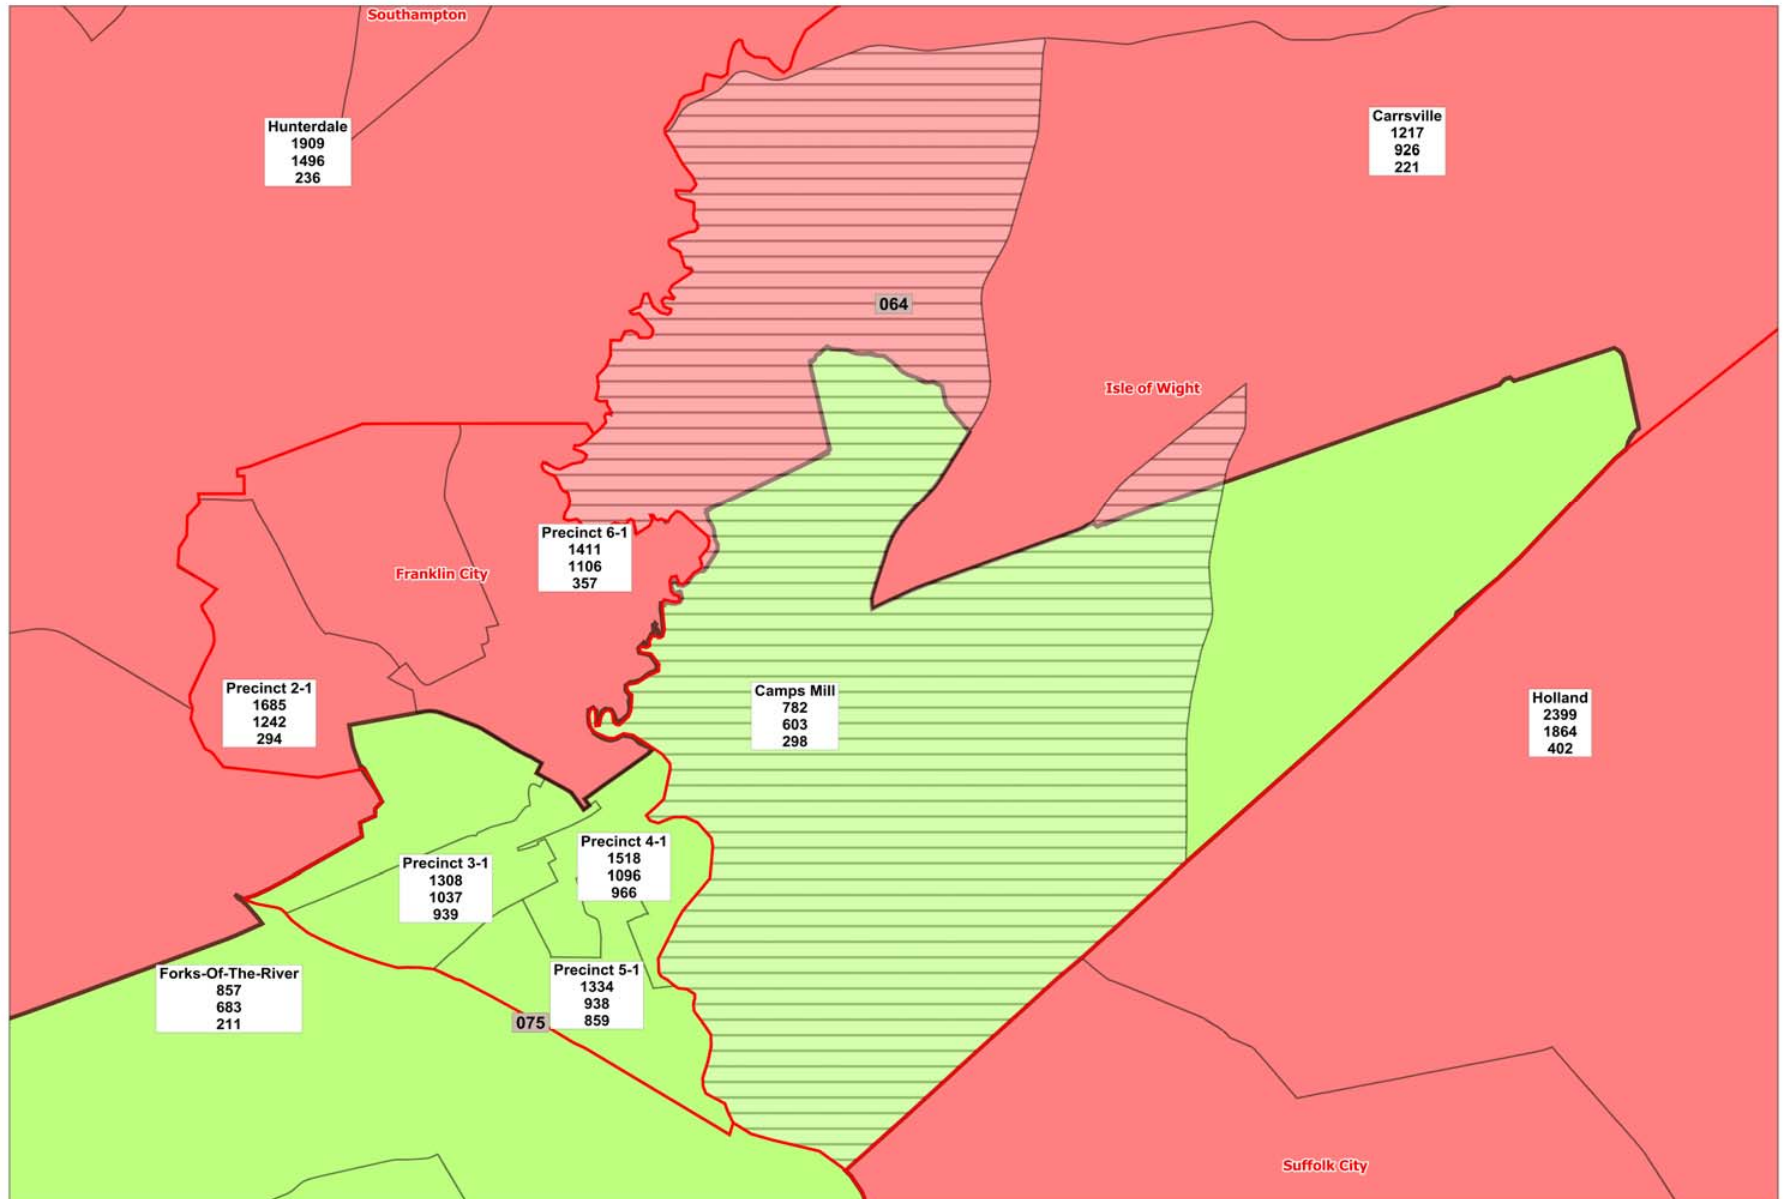 Southampton
Hunterdale
1909
1496
236
Carrsville
1217
926
221
064
Isle of Wight
Precinct 6-1
1411
1106
357
Franklin City
Precinct 2-1
1685
1242
294
Camps Mill
782
603
298
Holland
2399
1864
402
Precinct 4-1
1518
1096
966
Precinct 3-1
1308
1037
939
Forks-Of-The-River
857
683
211
Precinct 5-1
1334
938
859
075
Suffolk City